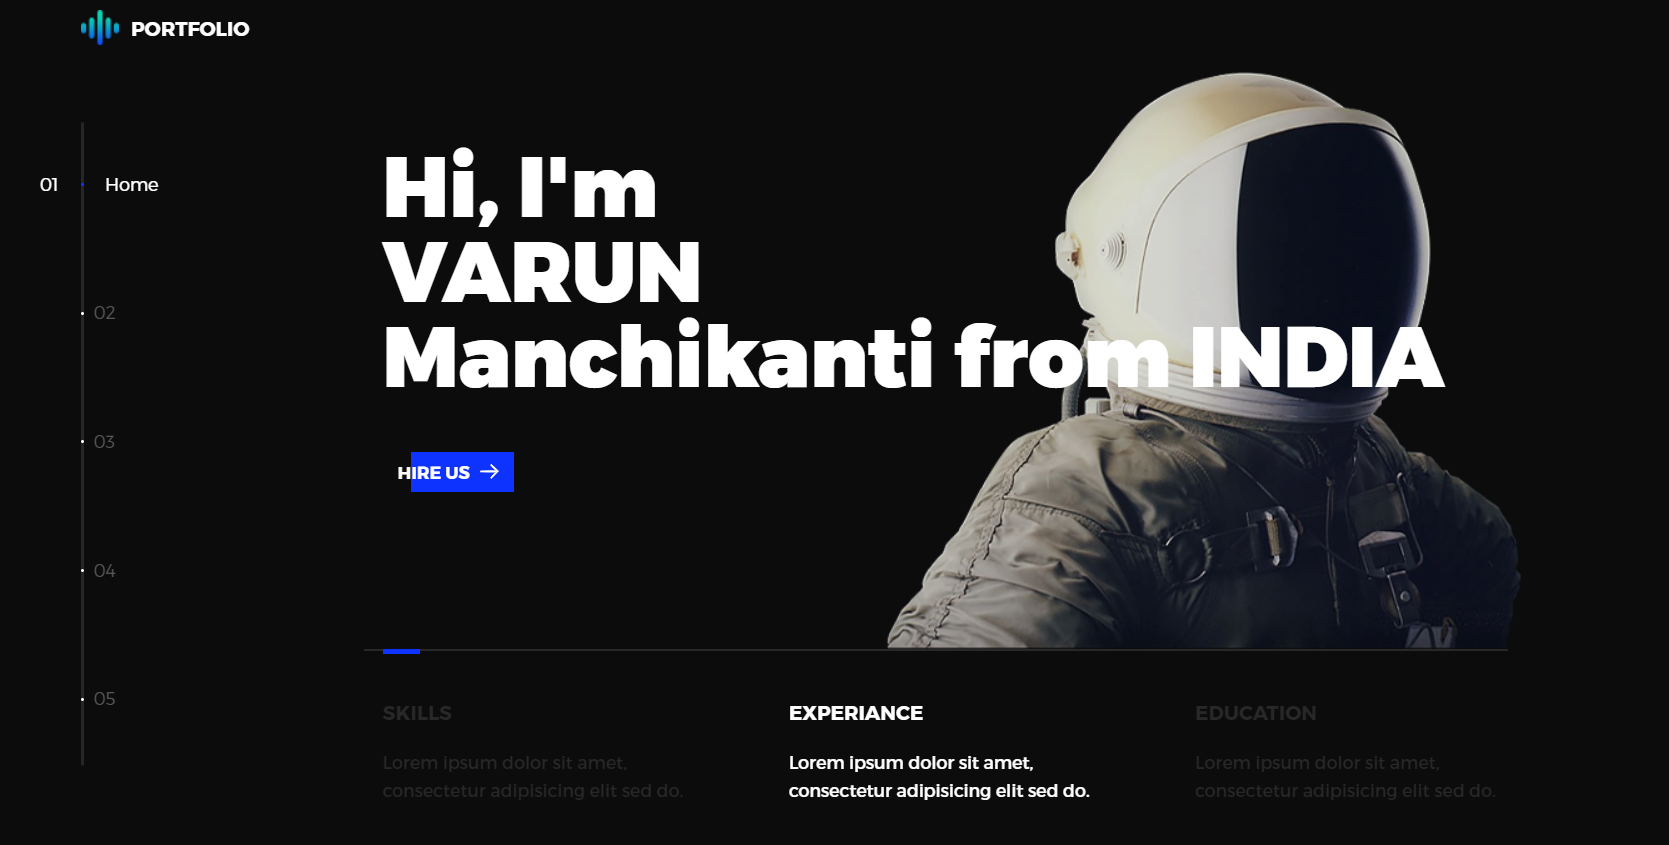 PORTFOLIO
01 Home
02
03
04
05
Hi, I'm
VARUN
Manchikanti from INDIA
HIRE US
SKILLS
Lorem ipsum dolor sit amet,
consectetur adipisicing elit sed do.
EXPERIANCE
Lorem ipsum dolor sit amet,
consectetur adipisicing elit sed do.
EDUCATION
Lorem ipsum dolor sit amet,
consectetur adipisicing elit sed do.